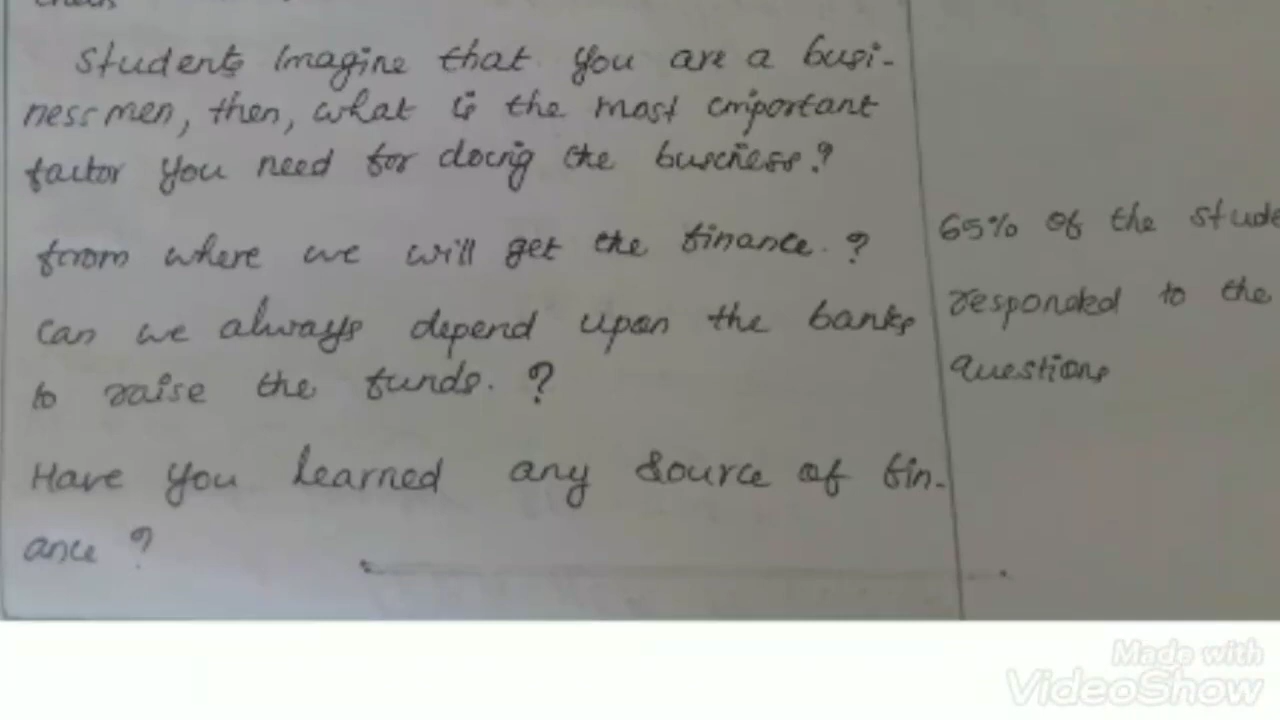 Students Imagine that you are a busi-
ness men, then, what is the most important
factor you need for doing the business?
from where we will get the finance.?
Can we always depend upon the banks
to raise the funds. ?
Have you learned any source of fin-
ance ?
65% of the stude
responded to the
questions
Made with
VideoShow